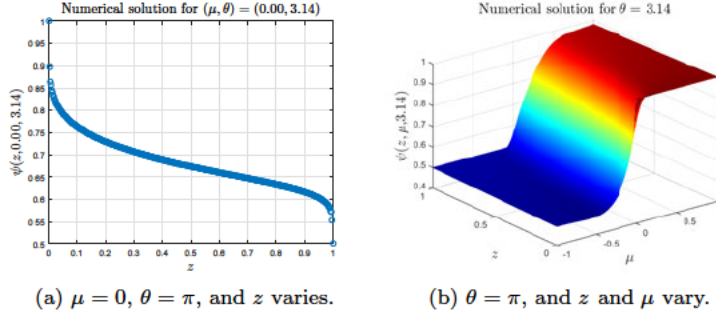 Numerical solution for (μ, θ) = (0.00, 3.14)
1
0.95
0.9
0.85
0.8
0.75
0.7
0.65
0.6
0.55
0.5
ψ(z,0.00, 3.14)
0 0.1 0.2 0.3 0.4 0.5 0.6 0.7 0.8 0.9 1
z
(a) μ = 0, θ = π, and z varies.
Numerical solution for θ = 3.14
1
0.9
0.8
0.7
0.6
0.5
0.4
ψ(z, μ,3.14)
1
0.5
0
z
-1
-0.5
0
0.5
μ
(b) θ = π, and z and μ vary.